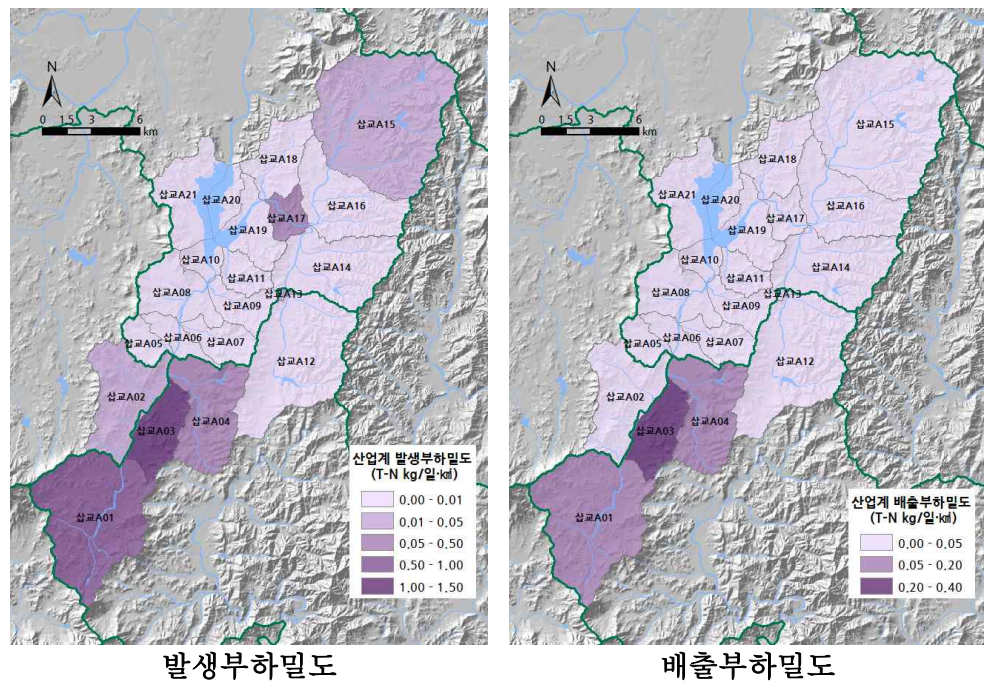 N
0 1.5 3 6
km
삽교A15
삽교A18
삽교A21
삽교A20
삽교A17
삽교A16
삽교A19
삽교A10
삽교A11
삽교A14
삽교A08
삽교A13
삽교A09
삽교A05
삽교A06
삽교A07
삽교A12
삽교A02
삽교A03
삽교A04
삽교A01
산업계 발생부하밀도
(T-N kg/일·㎢)
0.00 - 0.01
0.01 - 0.05
0.05 - 0.50
0.50 - 1.00
1.00 - 1.50
발생부하밀도
N
0 1.5 3 6
km
삽교A15
삽교A18
삽교A21
삽교A20
삽교A17
삽교A16
삽교A19
삽교A10
삽교A11
삽교A14
삽교A08
삽교A13
삽교A09
삽교A05
삽교A06
삽교A07
삽교A12
삽교A02
삽교A03
삽교A04
삽교A01
산업계 배출부하밀도
(T-N kg/일·㎢)
0.00 - 0.05
0.05 - 0.20
0.20 - 0.40
배출부하밀도